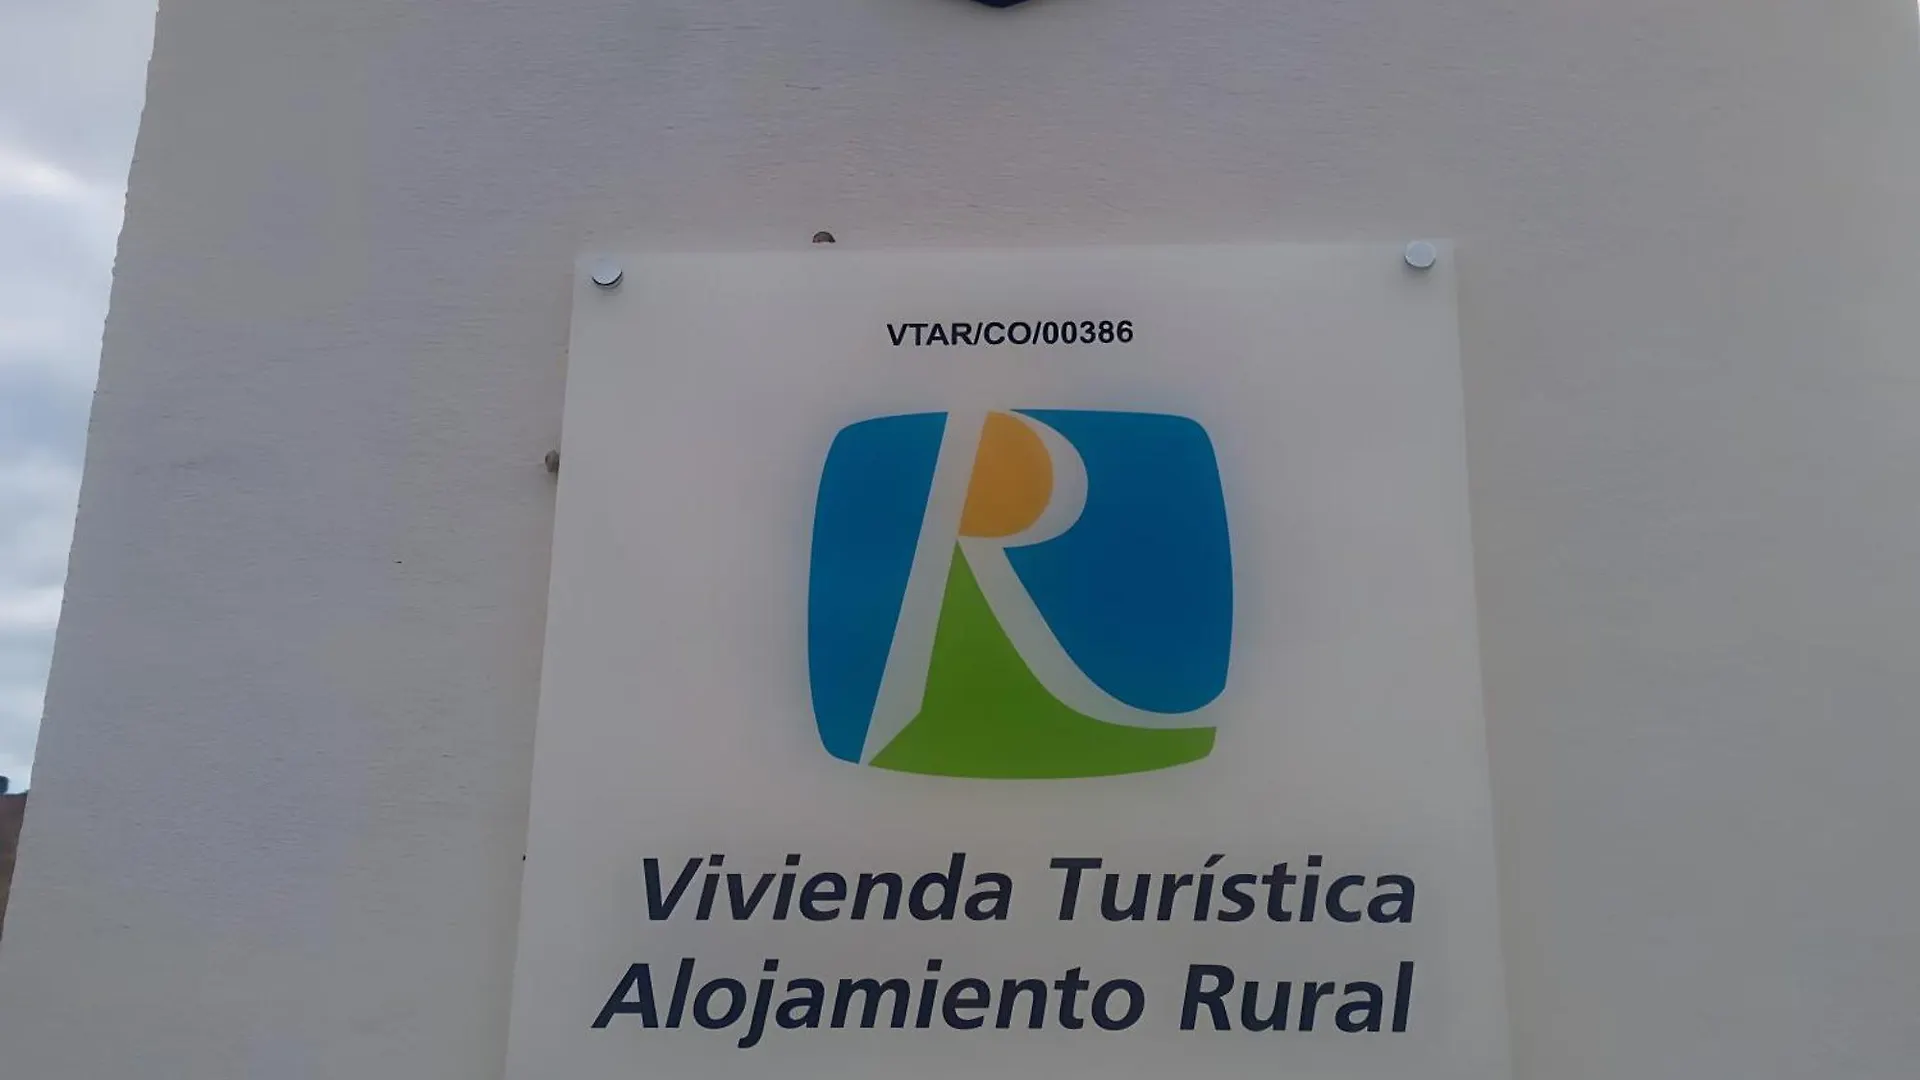 VTAR/CO/00386
R
Vivienda Turística
Alojamiento Rural